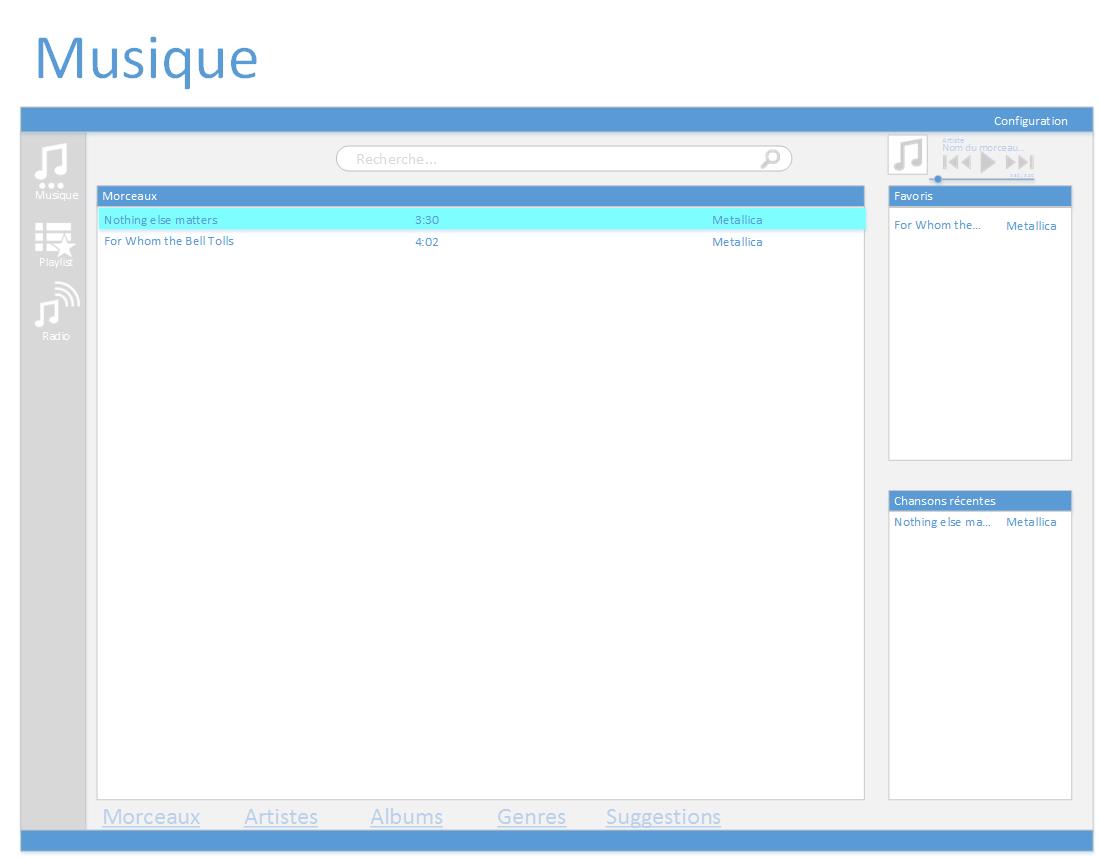 Musique
Configuration
Musique
Playlist
Radio
Recherche...
Artiste
Nom du morceau...
Morceaux
Nothing else matters 3:30 Metallica
For Whom the Bell Tolls 4:02 Metallica
Favoris
For Whom the... Metallica
Chansons récentes
Nothing else ma... Metallica
Morceaux Artistes Albums Genres Suggestions